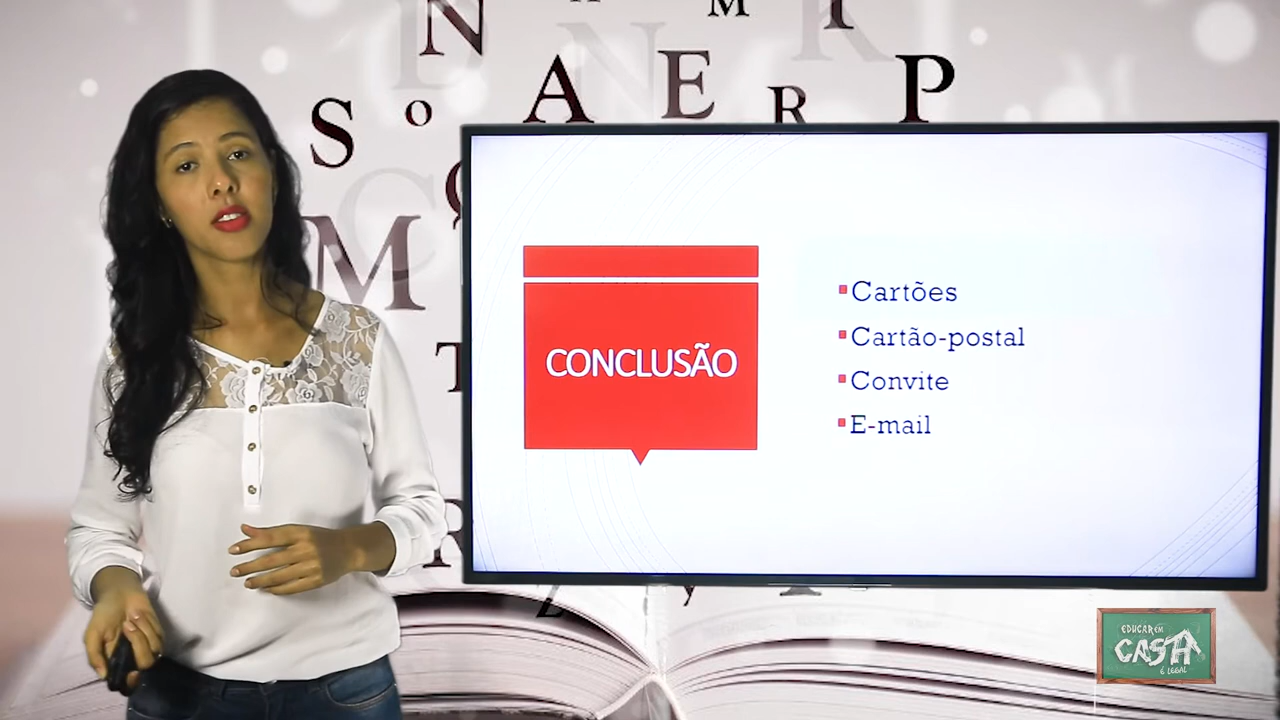 N
M
I
S
o
A
E
R
P
M
T
R
CONCLUSÃO
Cartões
Cartão-postal
Convite
E-mail
EDUCAR EM
CASA
É LEGAL